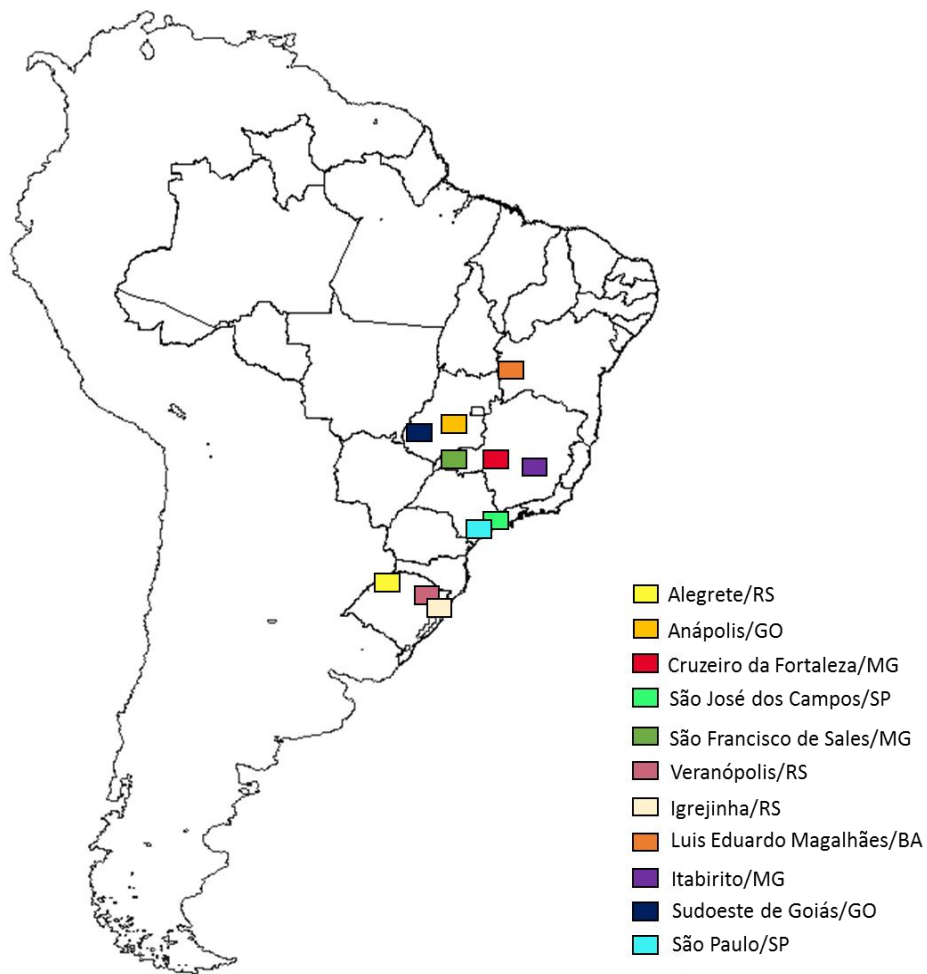 Alegrete/RS
Anápolis/GO
Cruzeiro da Fortaleza/MG
São José dos Campos/SP
São Francisco de Sales/MG
Veranópolis/RS
Igrejinha/RS
Luis Eduardo Magalhães/BA
Itabirito/MG
Sudoeste de Goiás/GO
São Paulo/SP